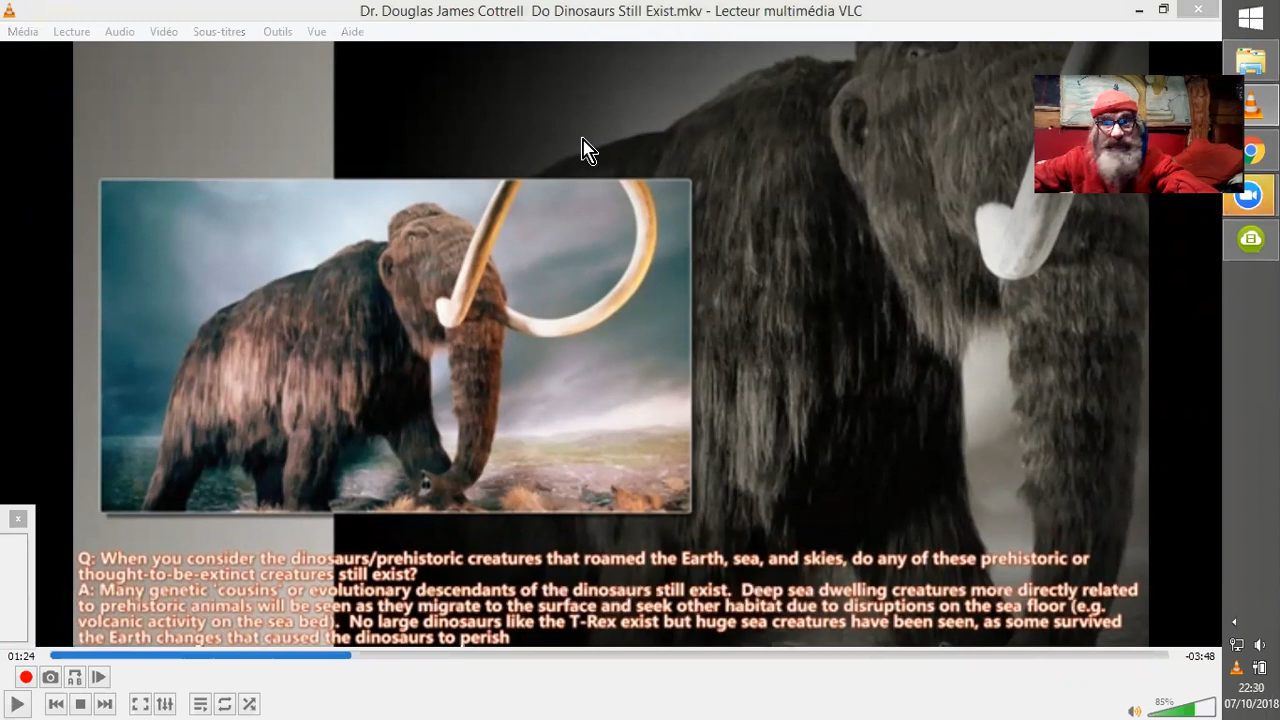 Dr. Douglas James Cottrell  Do Dinosaurs Still Exist.mkv - Lecteur multimédia VLC
Média Lecture Audio Vidéo Sous-titres Outils Vue Aide
Q: When you consider the dinosaurs/prehistoric creatures that roamed the Earth, sea, and skies, do any of these prehistoric or
thought-to-be-extinct creatures still exist?
A: Many genetic 'cousins' or evolutionary descendants of the dinosaurs still exist.  Deep sea dwelling creatures more directly related
to prehistoric animals will be seen as they migrate to the surface and seek other habitat due to disruptions on the sea floor (e.g.
volcanic activity on the sea bed).  No large dinosaurs like the T-Rex exist but huge sea creatures have been seen, as some survived
the Earth changes that caused the dinosaurs to perish
01:24
-03:48
85%
22:30
07/10/2018